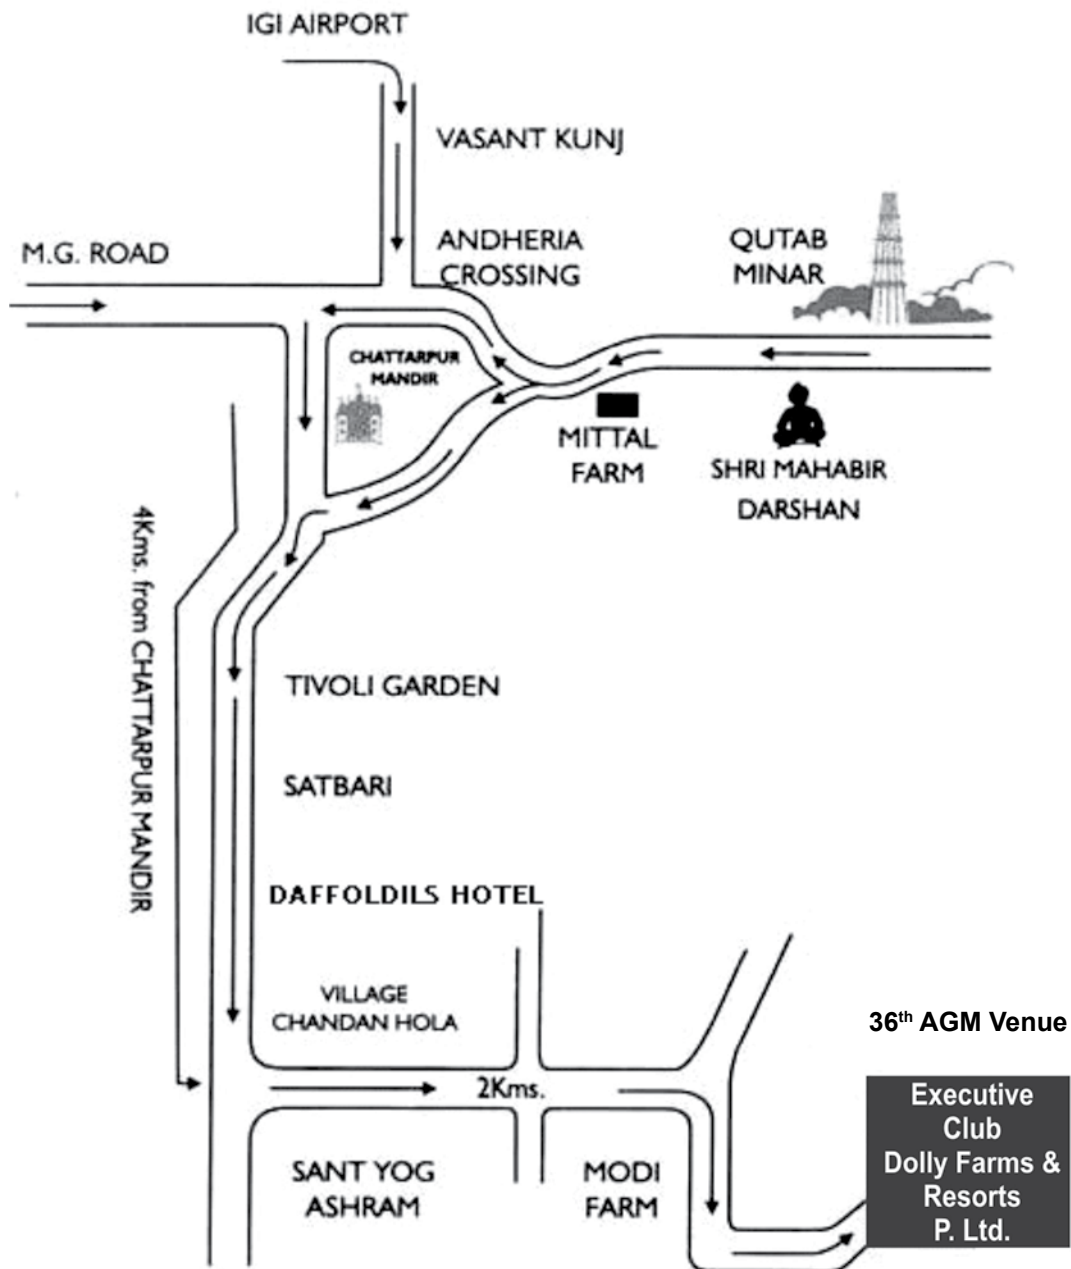 IGI AIRPORT
VASANT KUNJ
M.G. ROAD
ANDHERIA
CROSSING
QUTAB
MINAR
CHATTARPUR
MANDIR
MITTAL
FARM
SHRI MAHABIR
DARSHAN
4Kms. from CHATTARPUR MANDIR
TIVOLI GARDEN
SATBARI
DAFFOLDILS HOTEL
VILLAGE
CHANDAN HOLA
2Kms.
SANT YOG
ASHRAM
MODI
FARM
36th AGM Venue
Executive
Club
Dolly Farms &
Resorts
P. Ltd.